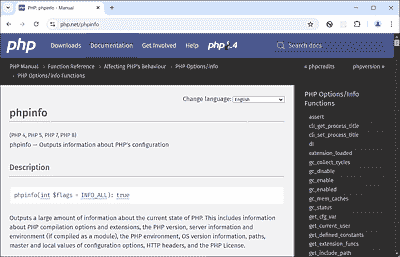 PHP: phpinfo - Manual
php.net/phpinfo
php
Downloads
Documentation
Get Involved
Help
Search docs
PHP Manual › Function Reference › Affecting PHP's Behaviour › PHP Options/Info
› PHP Options/Info Functions
« phpcredits
phpversion »
Change language: English
phpinfo
(PHP 4, PHP 5, PHP 7, PHP 8)
phpinfo — Outputs information about PHP's configuration
Description
phpinfo(int $flags = INFO_ALL): true
Outputs a large amount of information about the current state of PHP. This includes information
about PHP compilation options and extensions, the PHP version, server information and
environment (if compiled as a module), the PHP environment, OS version information, paths,
master and local values of configuration options, HTTP headers, and the PHP License.
PHP Options/Info
Functions
assert
cli_get_process_title
cli_set_process_title
dl
extension_loaded
gc_collect_cycles
gc_disable
gc_enable
gc_enabled
gc_mem_caches
gc_status
get_cfg_var
get_current_user
get_defined_constants
get_extension_funcs
get_include_path